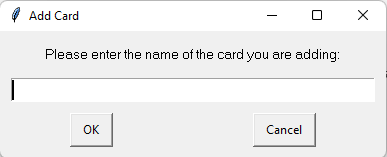 Add Card
Please enter the name of the card you are adding:
OK
Cancel